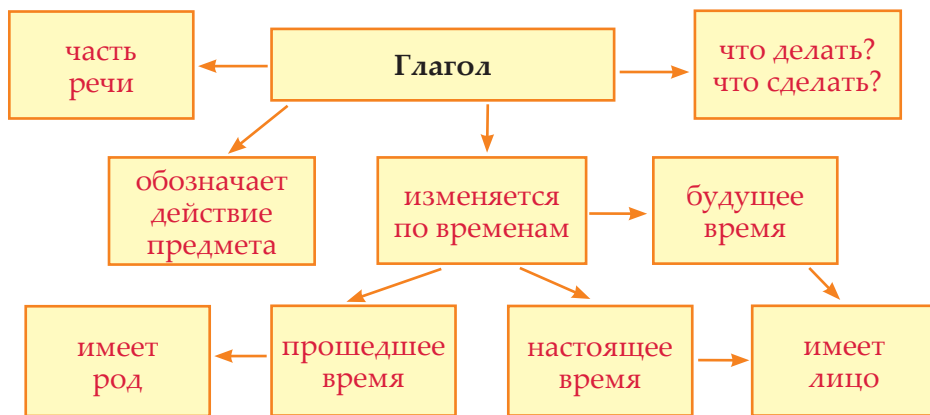 часть
речи
Глагол
что делать?
что сделать?
обозначает
действие
предмета
изменяется
по временам
будущее
время
имеет
род
прошедшее
время
настоящее
время
имеет
лицо